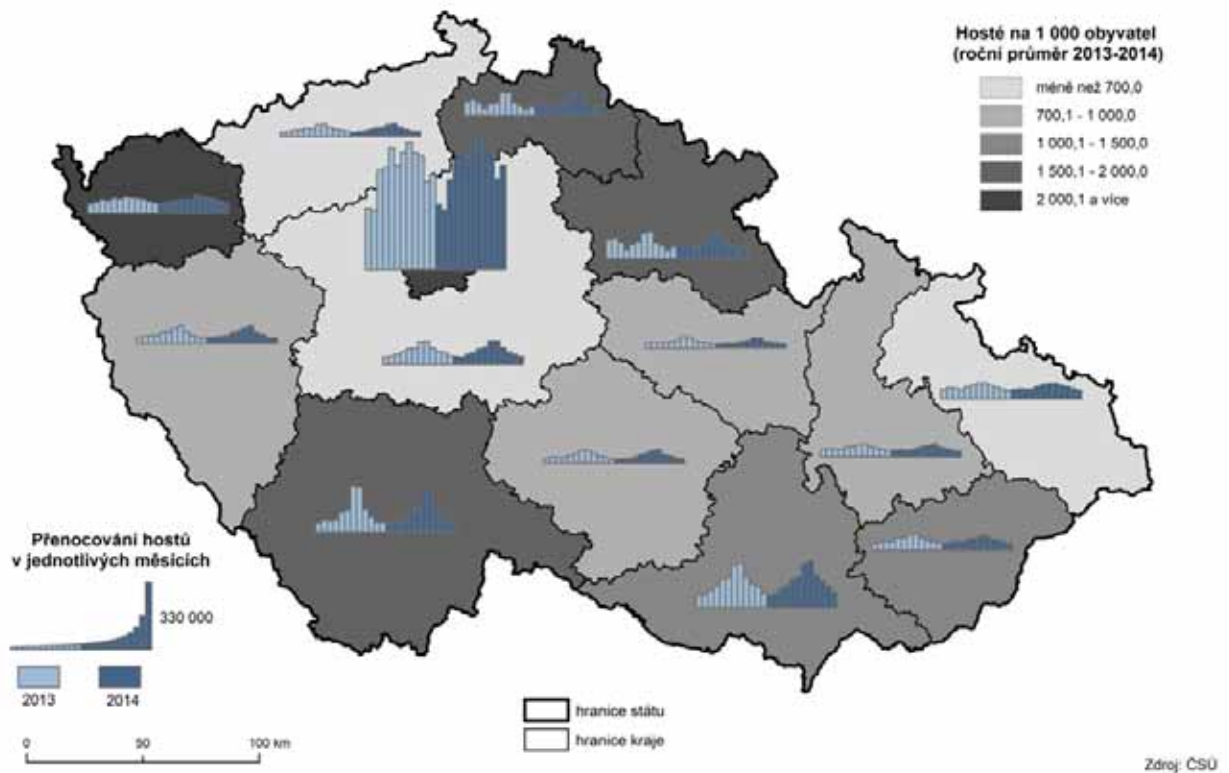 Hosté na 1 000 obyvatel
(roční průměr 2013-2014)
méně než 700,0
700,1 - 1 000,0
1 000,1 - 1 500,0
1 500,1 - 2 000,0
2 000,1 a více
Přenocování hostů
v jednotlivých měsících
330 000
2013 2014
0 50 100 km
hranice státu
hranice kraje
Zdroj: ČSÚ